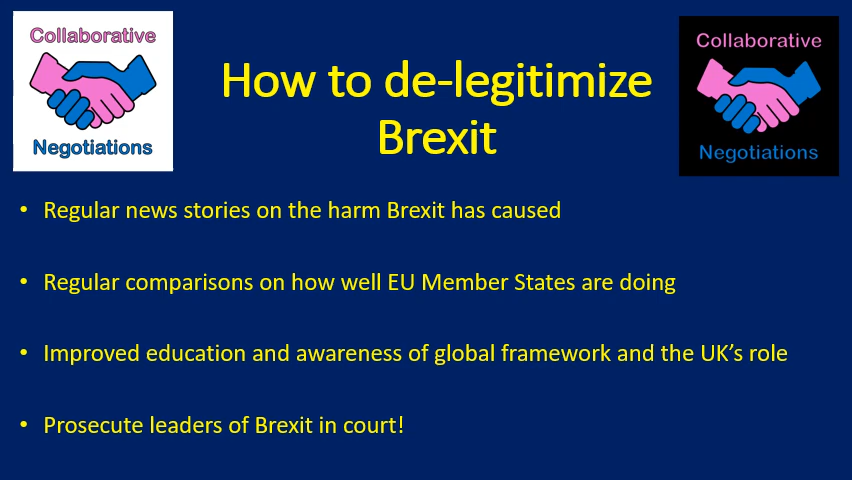 Collaborative
Negotiations
How to de-legitimize
Brexit
Collaborative
Negotiations
• Regular news stories on the harm Brexit has caused
• Regular comparisons on how well EU Member States are doing
• Improved education and awareness of global framework and the UK’s role
• Prosecute leaders of Brexit in court!